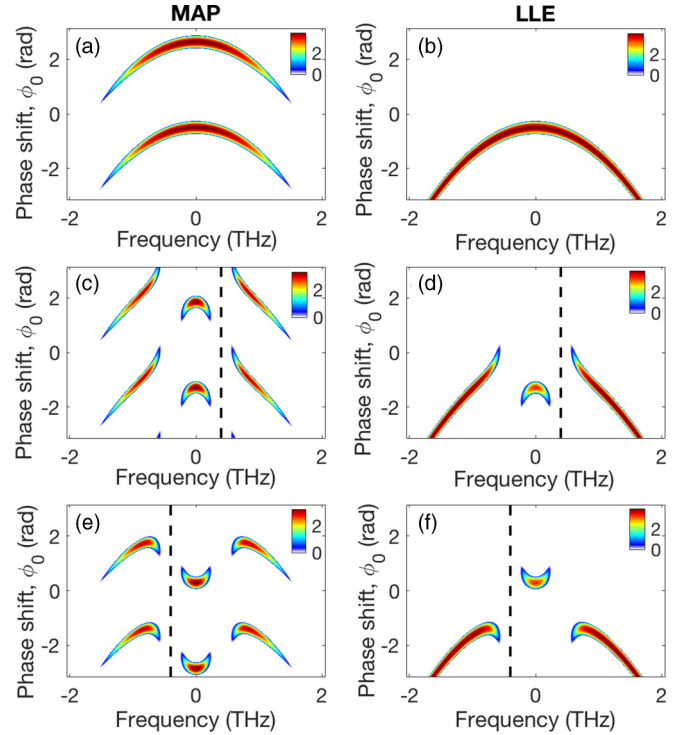 MAP LLE
(a) 2 0 (b)
Phase shift, ϕ0 (rad)
2
0
-2
-2 0 2
Frequency (THz)
Phase shift, ϕ0 (rad)
2
0
-2
-2 0 2
Frequency (THz)
(c) 2 0 (d) 2 0
Phase shift, ϕ0 (rad)
2
0
-2
-2 0 2
Frequency (THz)
Phase shift, ϕ0 (rad)
2
0
-2
-2 0 2
Frequency (THz)
(e) 2 0 (f) 2 0
Phase shift, ϕ0 (rad)
2
0
-2
-2 0 2
Frequency (THz)
Phase shift, ϕ0 (rad)
2
0
-2
-2 0 2
Frequency (THz)